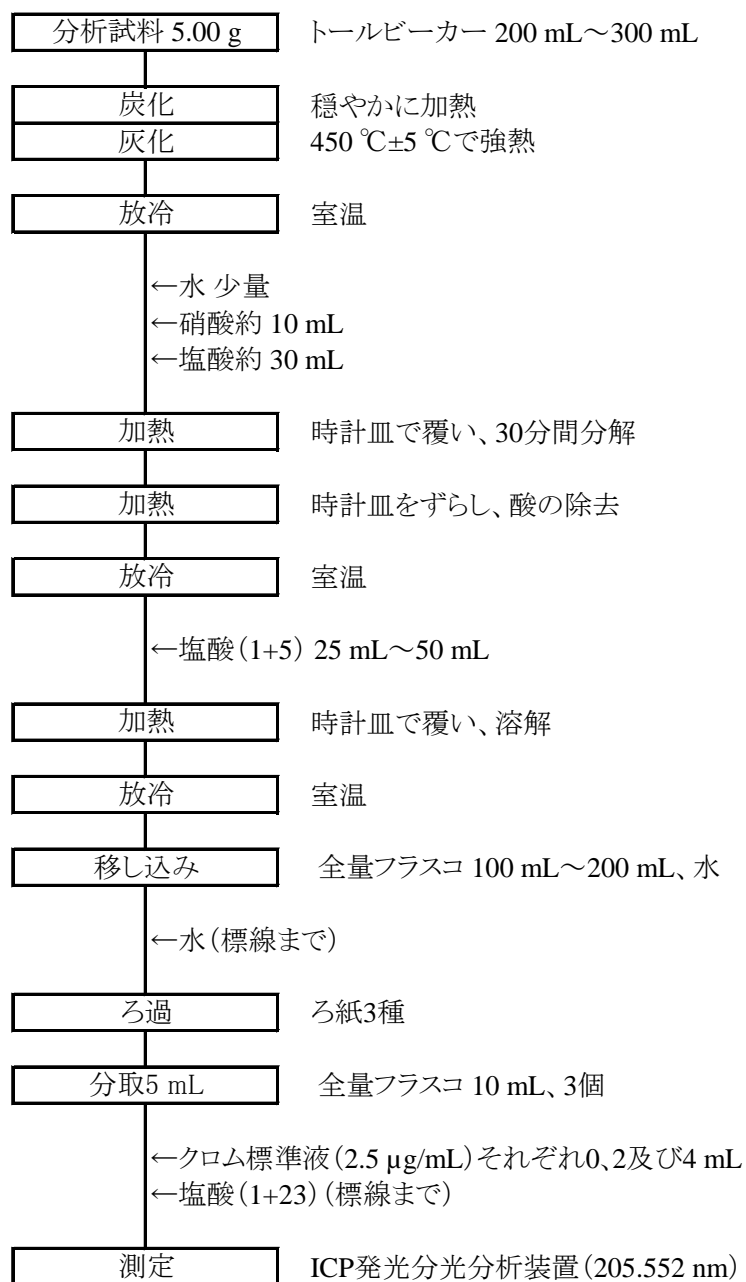 分析試料 5.00 g トールビーカー 200 mL～300 mL
炭化 穏やかに加熱
灰化 450 ℃±5 ℃で強熱
放冷 室温
←水 少量
←硝酸約 10 mL
←塩酸約 30 mL
加熱 時計皿で覆い、30分間分解
加熱 時計皿をずらし、酸の除去
放冷 室温
←塩酸（1+5） 25 mL～50 mL
加熱 時計皿で覆い、溶解
放冷 室温
移し込み 全量フラスコ 100 mL～200 mL、水
←水（標線まで）
ろ過 ろ紙3種
分取5 mL 全量フラスコ 10 mL、3個
←クロム標準液（2.5 µg/mL）それぞれ0、2及び4 mL
←塩酸（1+23）（標線まで）
測定 ICP発光分光分析装置（205.552 nm）